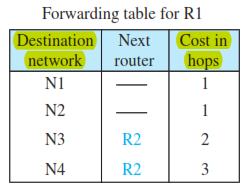 Forwarding table for R1
Destination Next Cost in
network router hops
N1 — 1
N2 — 1
N3 R2 2
N4 R2 3